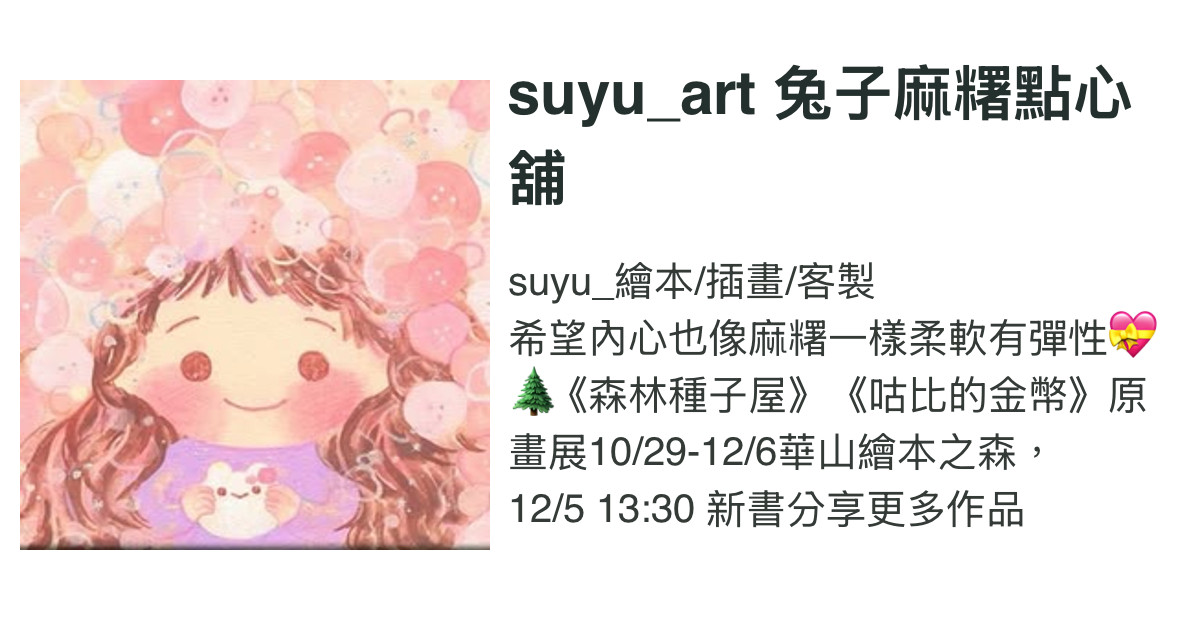 suyu_art 兔子麻糬點心
舖
suyu_繪本/插畫/客製
希望內心也像麻糬一樣柔軟有彈性💝
🌲《森林種子屋》《咕比的金幣》原
畫展10/29-12/6華山繪本之森，
12/5 13:30 新書分享更多作品